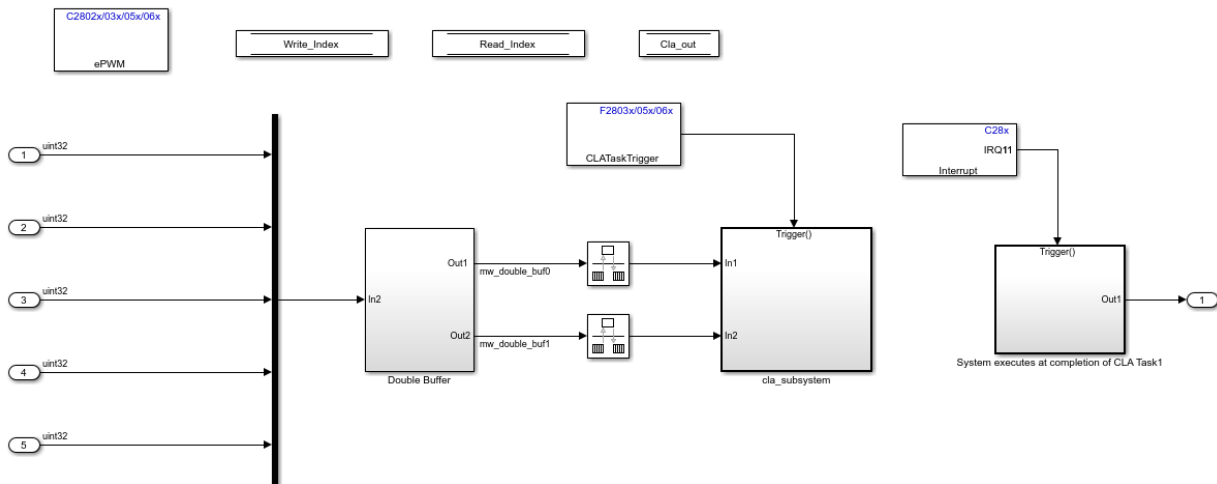 C2802x/03x/05x/06x
ePWM
Write_Index
Read_Index
Cla_out
F2803x/05x/06x
CLATaskTrigger
C28x
IRQ11
Interrupt
1
uint32
2
uint32
3
uint32
4
uint32
5
uint32
In2
Out1
Out2
Double Buffer
mw_double_buf0
mw_double_buf1
Trigger()
In1
In2
cla_subsystem
Trigger()
Out1
System executes at completion of CLA Task1
1